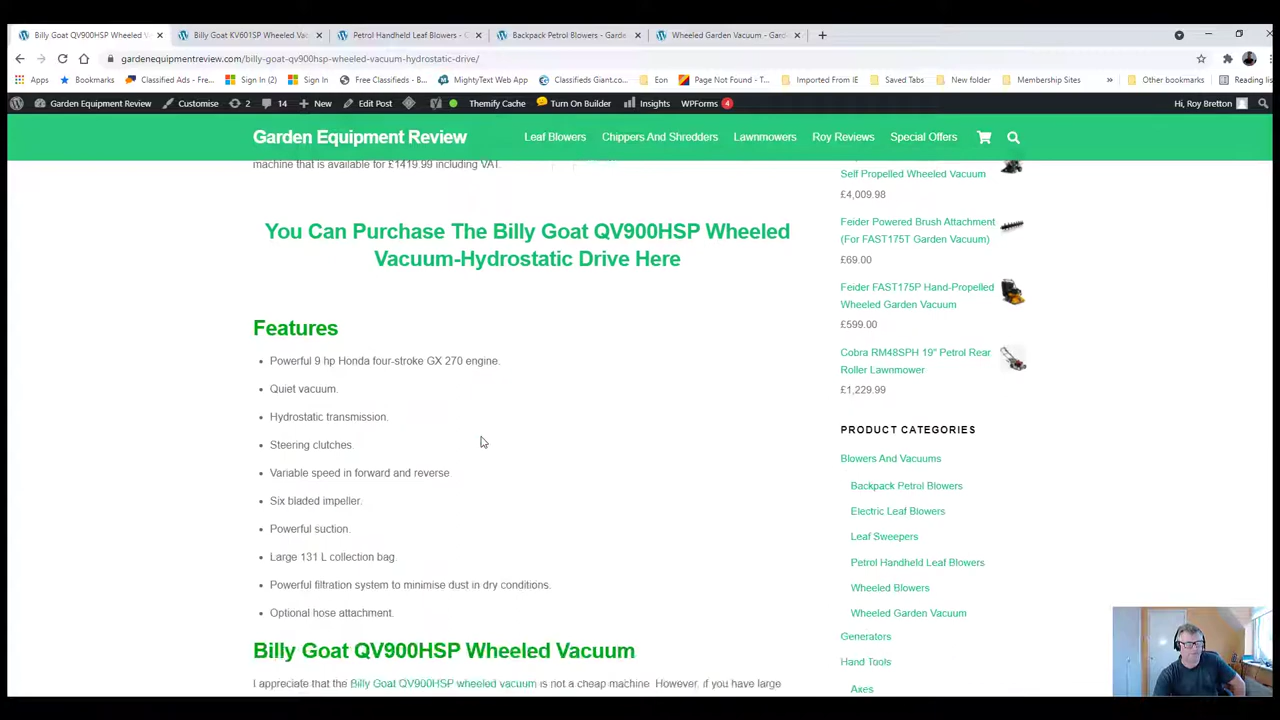 Billy Goat QV900HSP Wheeled V
Billy Goat KV601SP Wheeled Vac
Petrol Handheld Leaf Blowers - G
Backpack Petrol Blowers - Garde
Wheeled Garden Vacuum - Gard
gardenequipmentreview.com/billy-goat-qv900hsp-wheeled-vacuum-hydrostatic-drive/
Apps
Bookmarks
Classified Ads - Free...
Sign In (2)
Sign In
Free Classifieds - B...
MightyText Web App
Classifieds Giant.co...
Eon
Page Not Found - T...
Imported From IE
Saved Tabs
New folder
Membership Sites
»
Other bookmarks
Reading list
Garden Equipment Review
Customise
2
14
New
Edit Post
Themify Cache
Turn On Builder
Insights
WPForms 4
Hi, Roy Bretton
Garden Equipment Review
Leaf Blowers
Chippers And Shredders
Lawnmowers
Roy Reviews
Special Offers
machine that is available for £1419.99 including VAT.
You Can Purchase The Billy Goat QV900HSP Wheeled
Vacuum-Hydrostatic Drive Here
Features
Powerful 9 hp Honda four-stroke GX 270 engine.
Quiet vacuum.
Hydrostatic transmission.
Steering clutches.
Variable speed in forward and reverse.
Six bladed impeller.
Powerful suction.
Large 131 L collection bag.
Powerful filtration system to minimise dust in dry conditions.
Optional hose attachment.
Billy Goat QV900HSP Wheeled Vacuum
I appreciate that the Billy Goat QV900HSP wheeled vacuum is not a cheap machine. However, if you have large
Self Propelled Wheeled Vacuum
£4,009.98
Feider Powered Brush Attachment
(For FAST175T Garden Vacuum)
£69.00
Feider FAST175P Hand-Propelled
Wheeled Garden Vacuum
£599.00
Cobra RM48SPH 19" Petrol Rear
Roller Lawnmower
£1,229.99
PRODUCT CATEGORIES
Blowers And Vacuums
Backpack Petrol Blowers
Electric Leaf Blowers
Leaf Sweepers
Petrol Handheld Leaf Blowers
Wheeled Blowers
Wheeled Garden Vacuum
Generators
Hand Tools
Axes